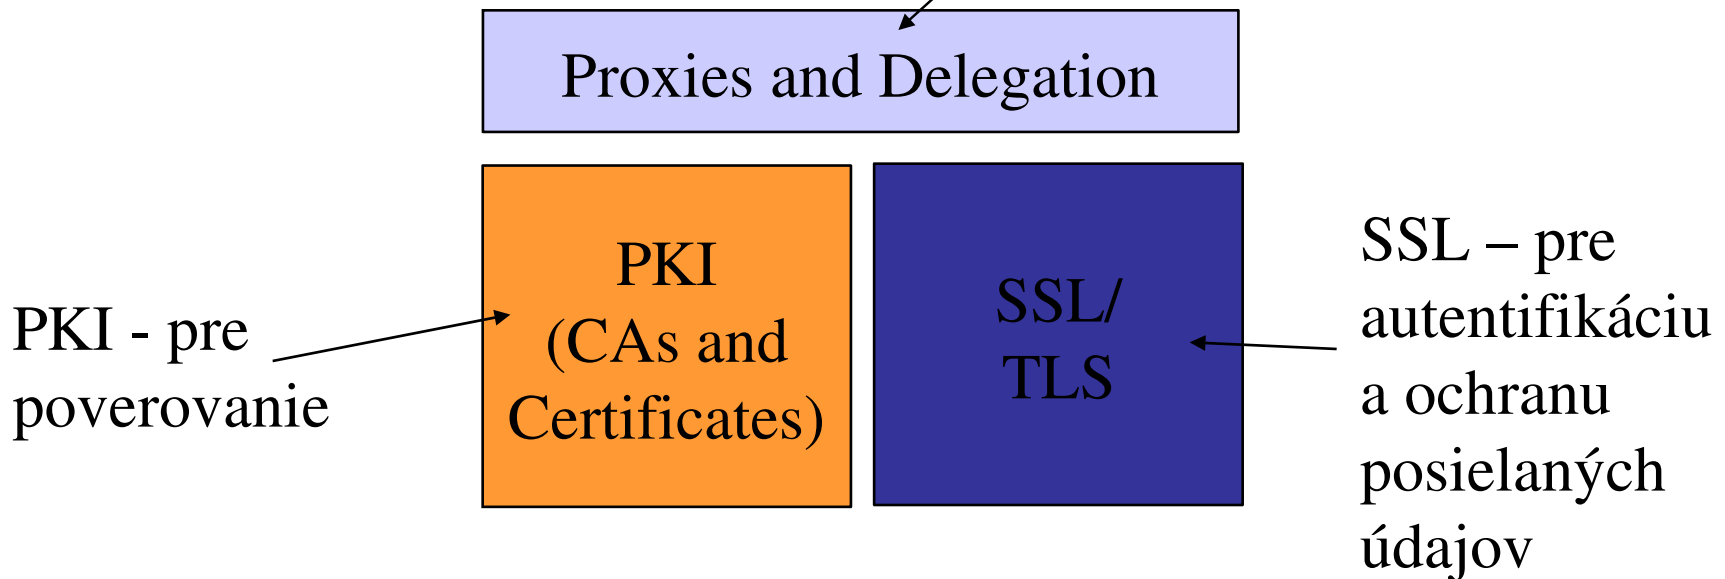 Proxies and Delegation
PKI - pre
poverovanie
PKI
(CAs and
Certificates)
SSL/
TLS
SSL – pre
autentifikáciu
a ochranu
posielaných
údajov